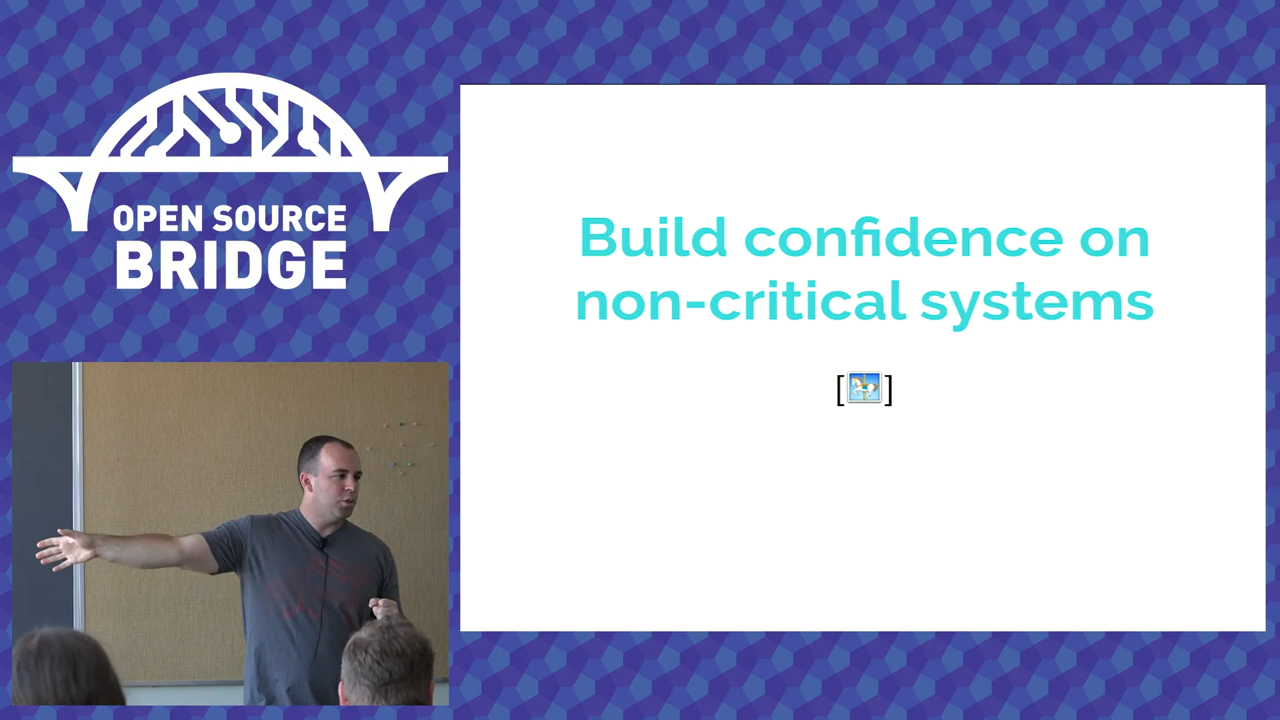 OPEN SOURCE
BRIDGE
Build confidence on
non-critical systems
[]